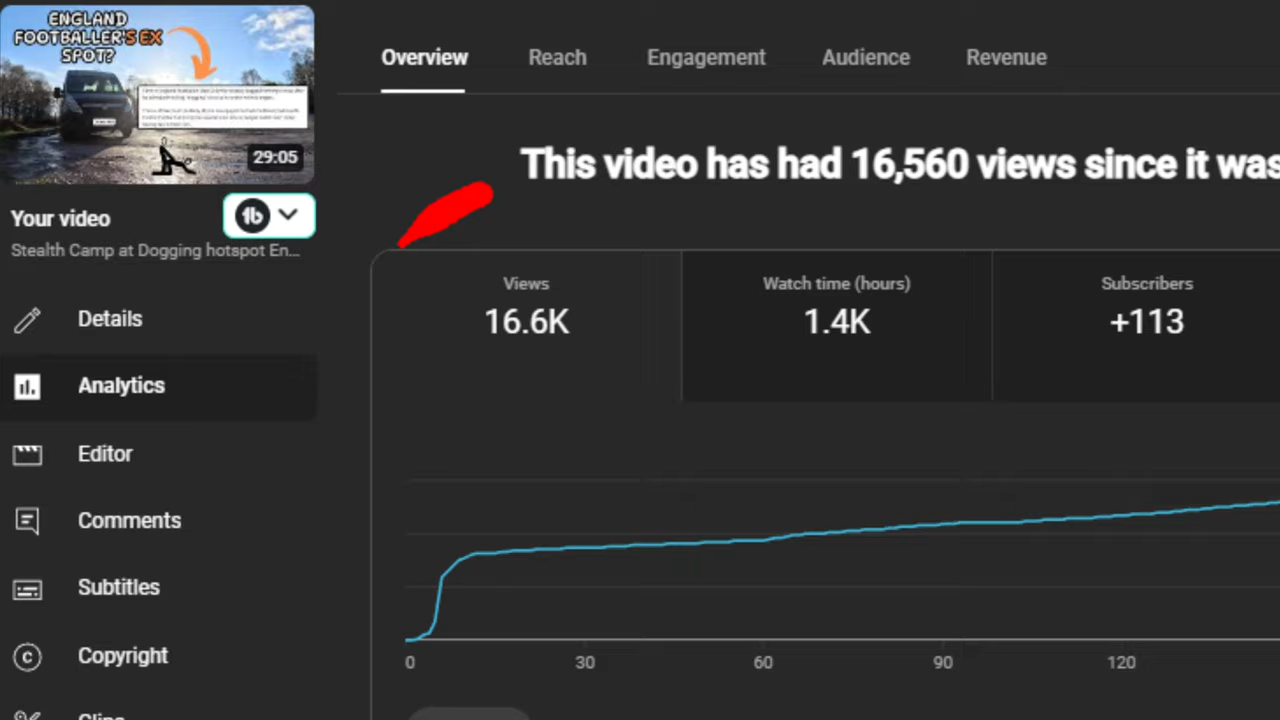 ENGLAND
FOOTBALLER'S EX
SPOT?
29:05
Your video
Stealth Camp at Dogging hotspot En...
Details
Analytics
Editor
Comments
Subtitles
Copyright
Overview Reach Engagement Audience Revenue
This video has had 16,560 views since it was
Views Watch time (hours) Subscribers
16.6K 1.4K +113
0 30 60 90 120